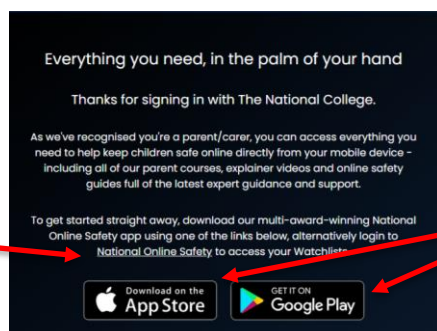 Everything you need, in the palm of your hand
Thanks for signing in with The National College.
As we've recognised you're a parent/carer, you can access everything you
need to help keep children safe online directly from your mobile device -
including all of our parent courses, explainer videos and online safety
guides full of the latest expert guidance and support.
To get started straight away, download our multi-award-winning National
Online Safety app using one of the links below, alternatively login to
National Online Safety to access your Watchlists.
Download on the
App Store
GET IT ON
Google Play